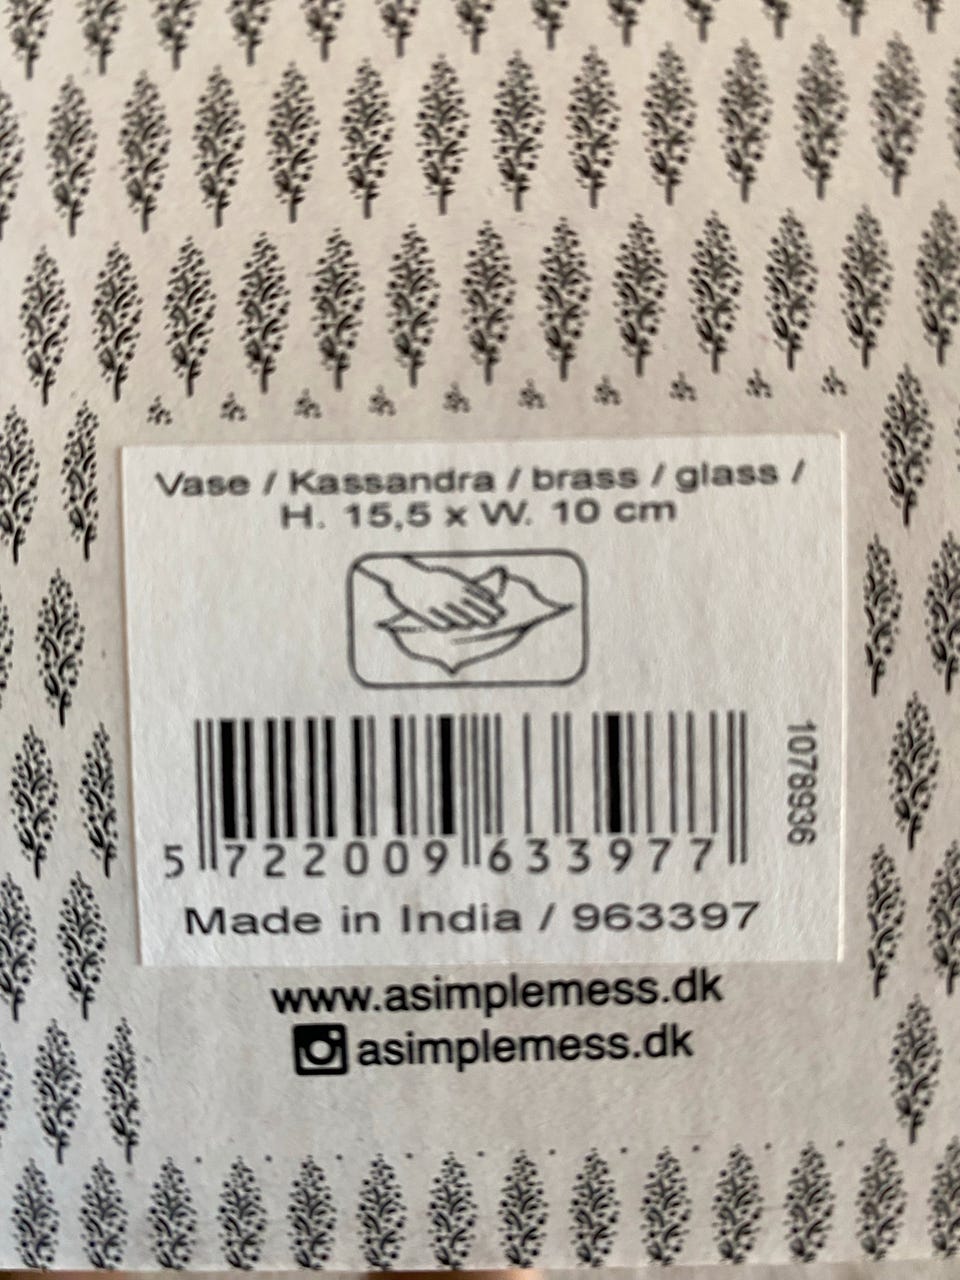 Vase / Kassandra / brass / glass /
H. 15,5 x W. 10 cm
1078936
5 722009 633977
Made in India / 963397
www.asimplemess.dk
asimplemess.dk